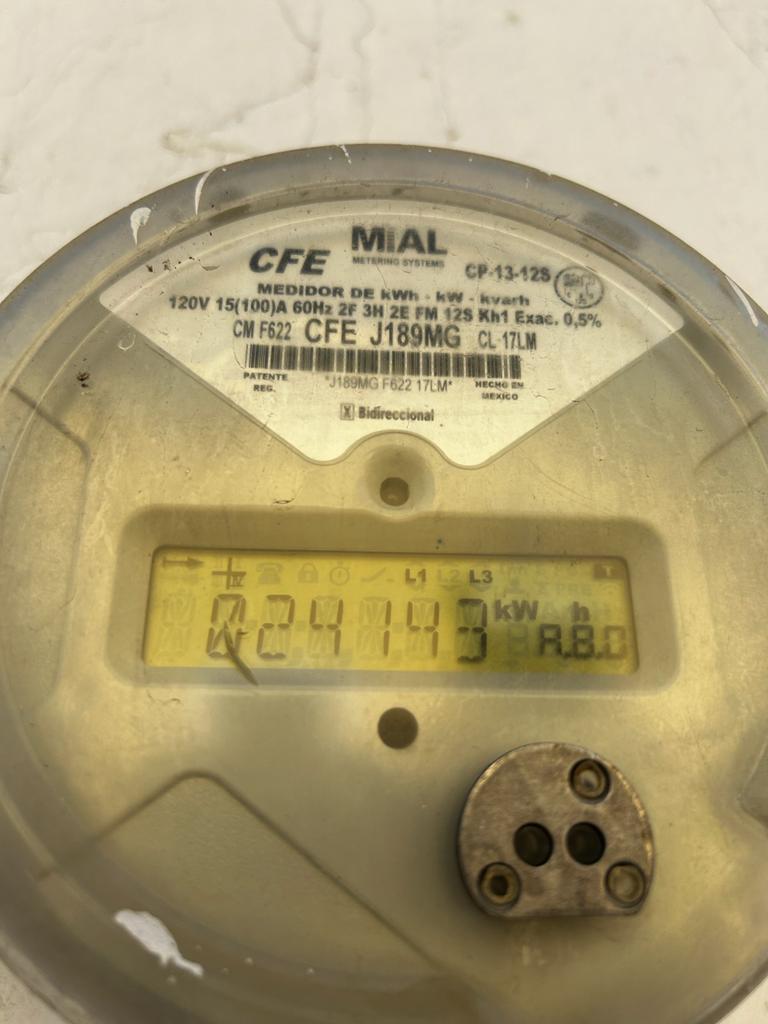 CFE MIAL
METERING SYSTEMS
CP-13-12S
MEDIDOR DE kWh - kW - kvarh
120V 15(100)A 60Hz 2F 3H 2E FM 12S Kh1 Exac. 0,5%
CM F622 CFE J189MG CL 17LM
PATENTE REG. *J189MG F622 17LM* HECHO EN MEXICO
X Bidireccional
L1 L2 L3 T
024143 kW h A.B.D